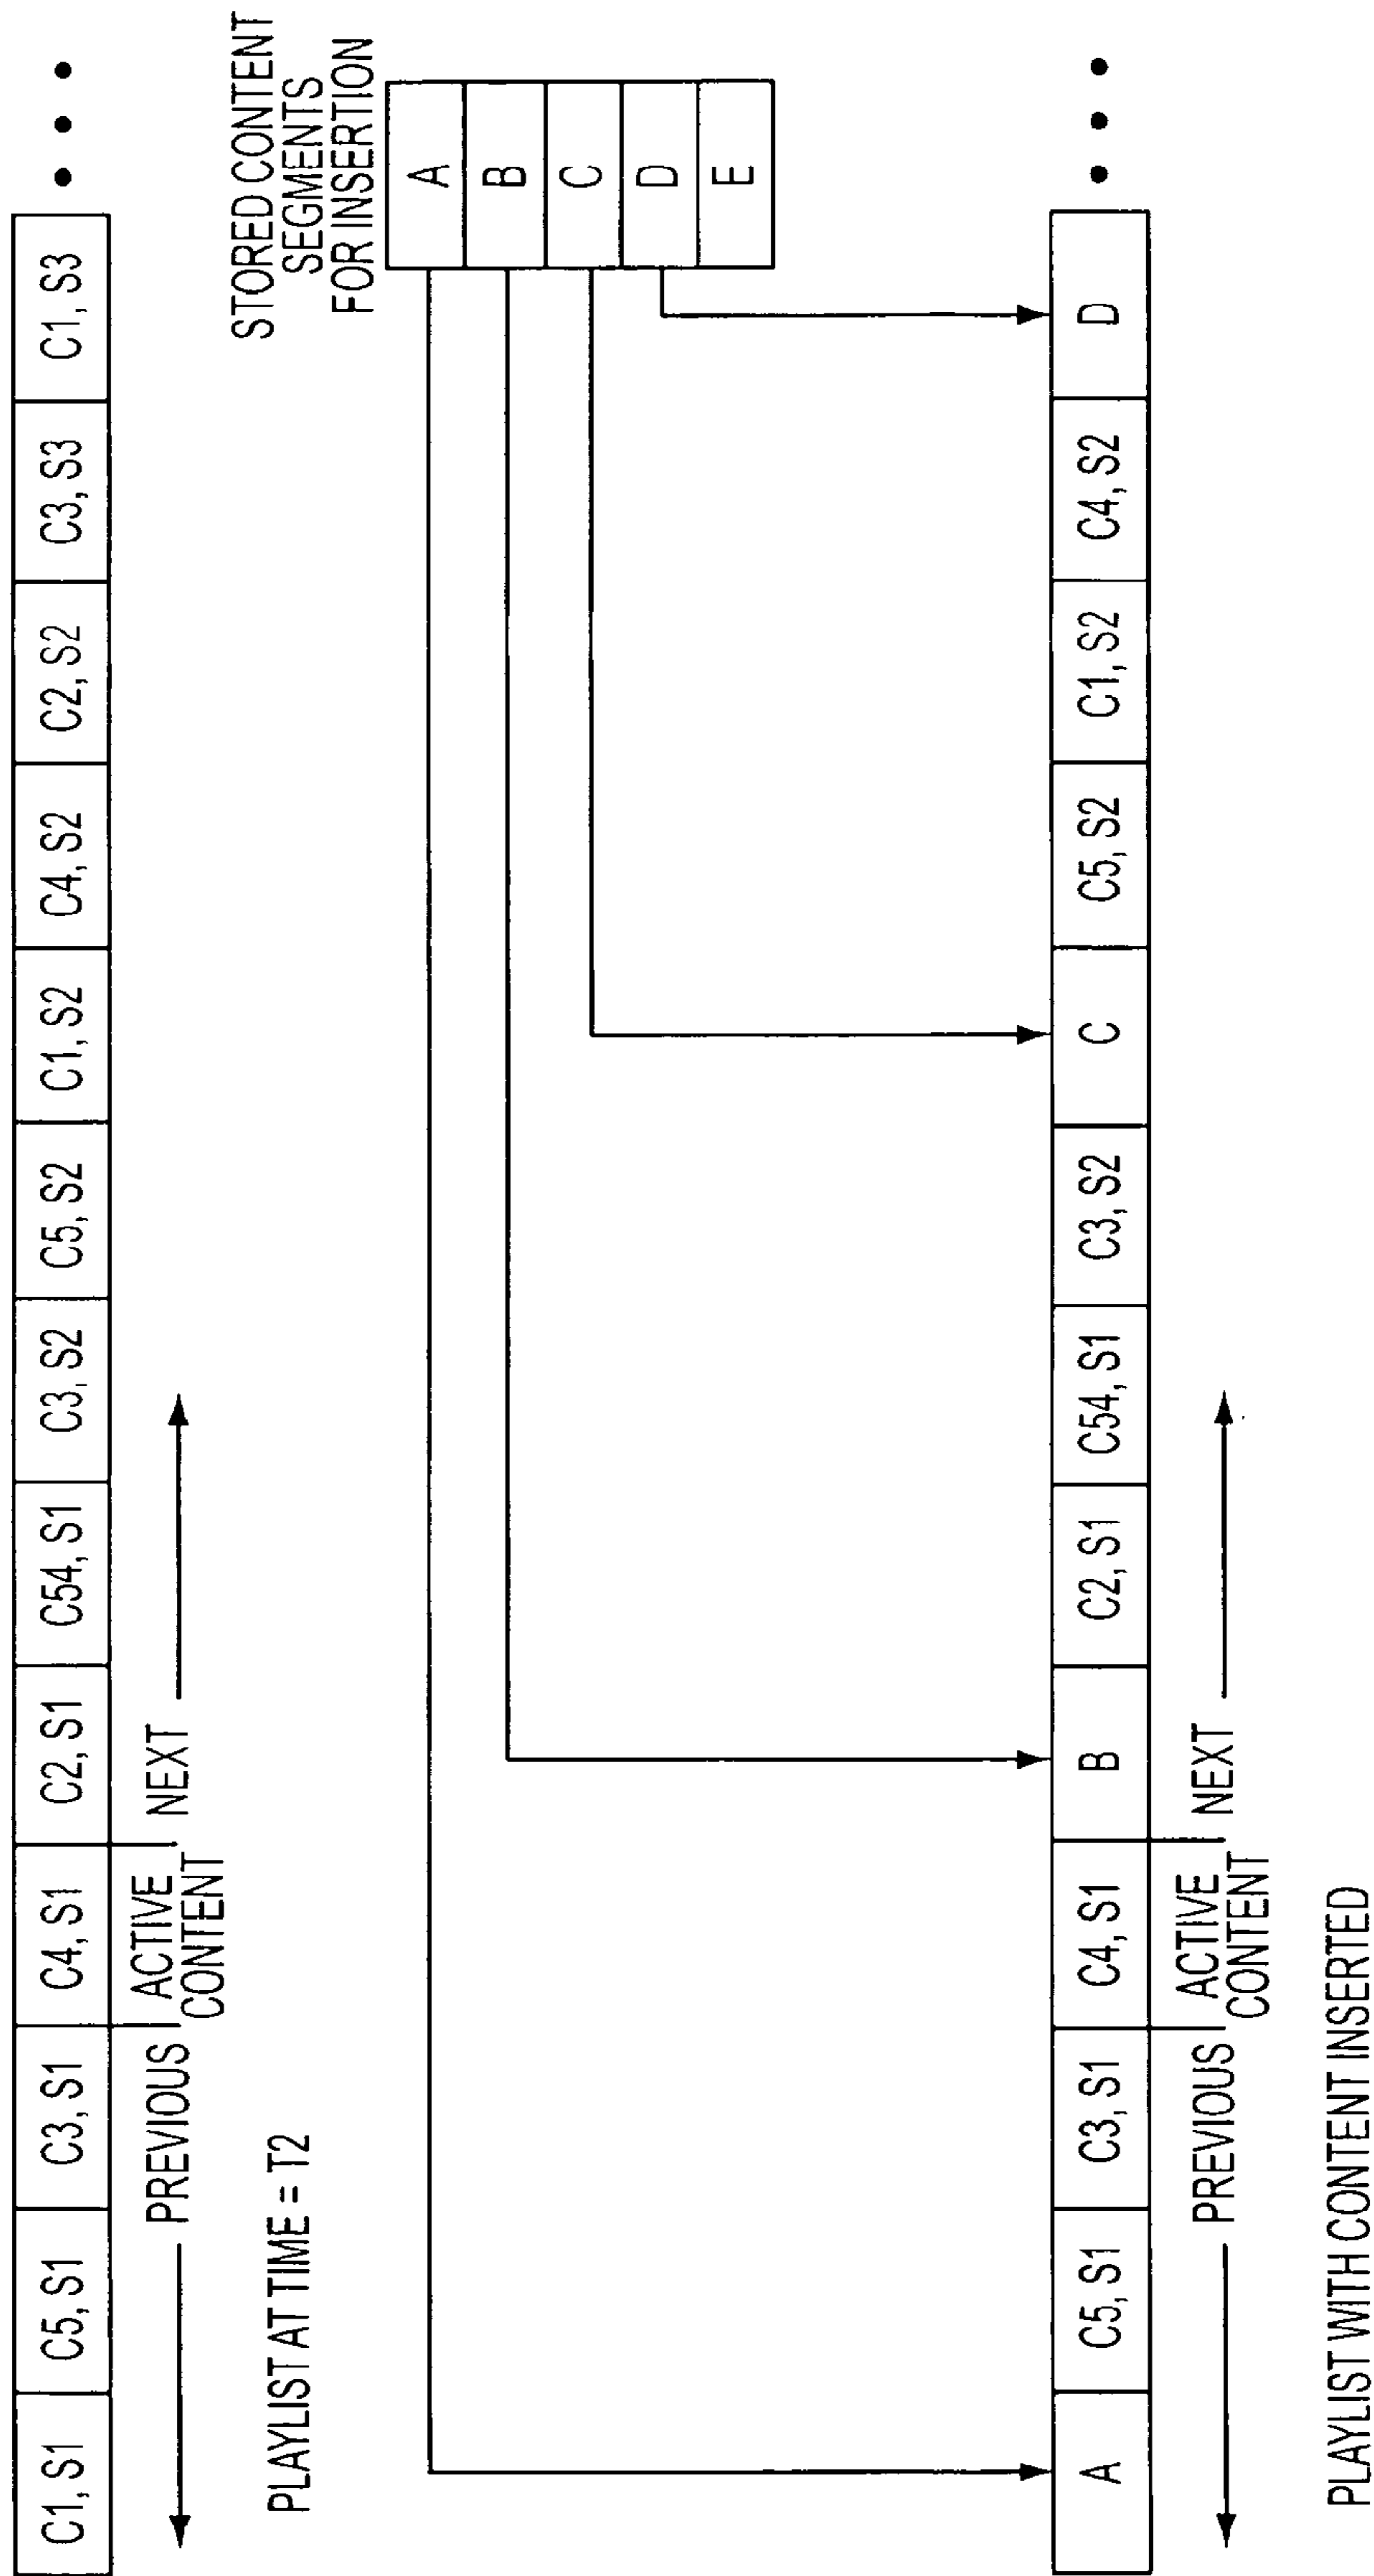 C1, S1
C5, S1
C3, S1
C4, S1
C2, S1
C54, S1
C3, S2
C5, S2
C1, S2
C4, S2
C2, S2
C3, S3
C1, S3
PREVIOUS
ACTIVE
CONTENT
NEXT
PLAYLIST AT TIME = T2
STORED CONTENT
SEGMENTS
FOR INSERTION
A
B
C
D
E
A
C5, S1
C3, S1
C4, S1
B
C2, S1
C54, S1
C3, S2
C
C5, S2
C1, S2
C4, S2
D
PREVIOUS
ACTIVE
CONTENT
NEXT
PLAYLIST WITH CONTENT INSERTED